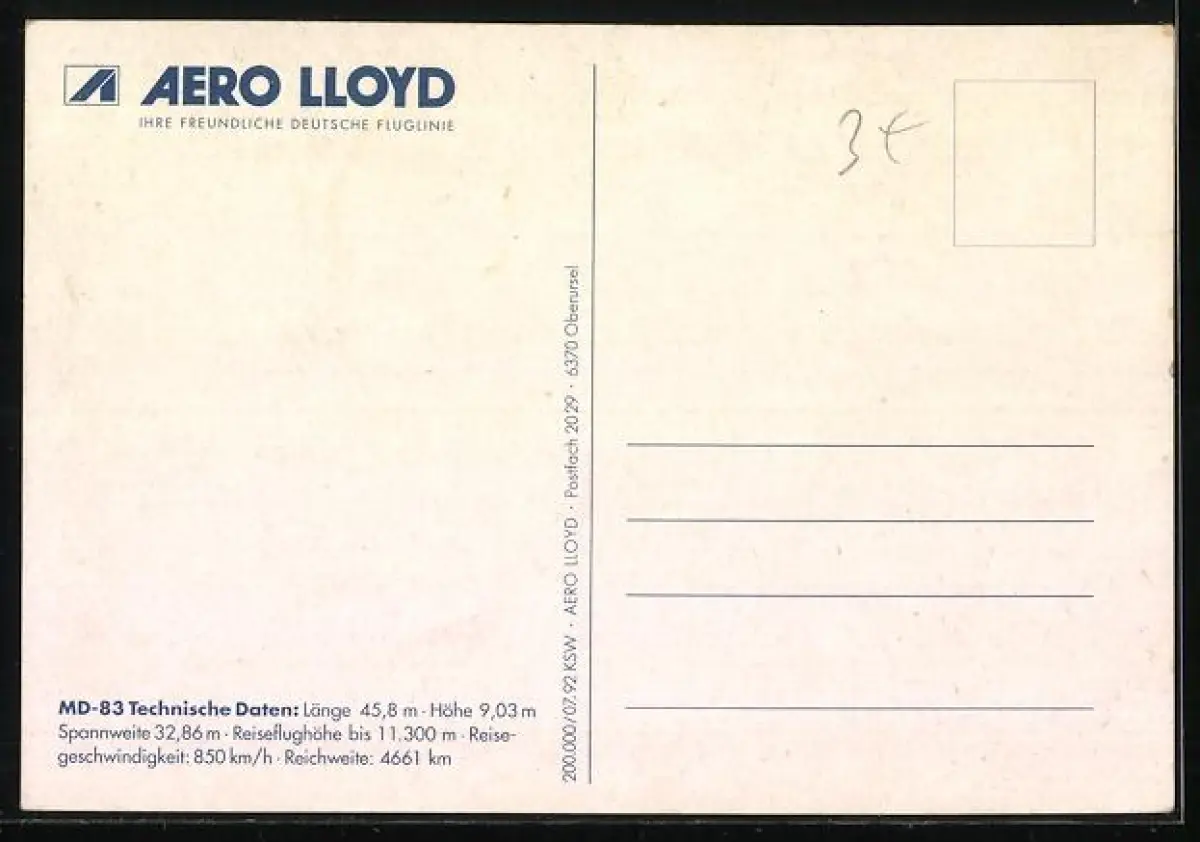 AERO LLOYD
IHRE FREUNDLICHE DEUTSCHE FLUGLINIE
MD-83 Technische Daten: Länge 45,8 m · Höhe 9,03 m
Spannweite 32,86 m · Reiseflughöhe bis 11.300 m · Reise-
geschwindigkeit: 850 km/h · Reichweite: 4661 km
200.000/07.92 KSW · AERO LLOYD · Postfach 20 29 · 6370 Oberursel
3 €